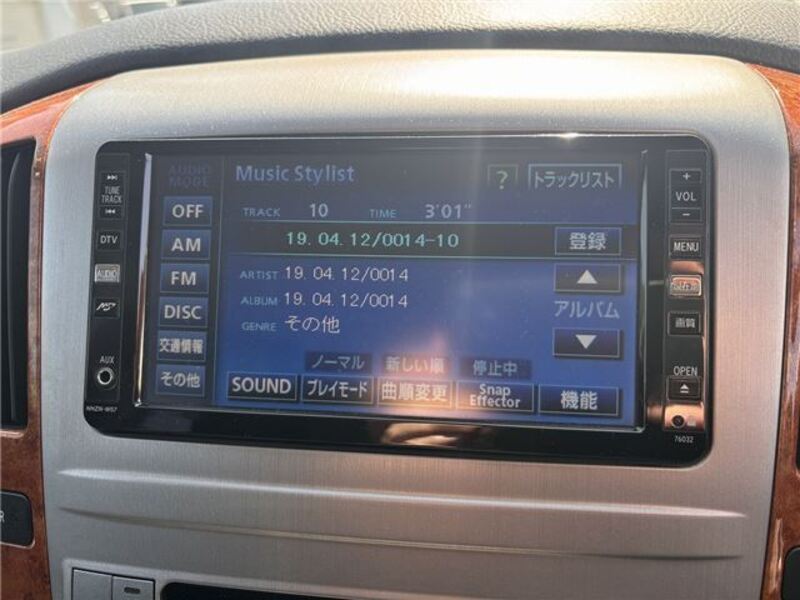 AUDIO MODE
Music Stylist
?
トラックリスト
OFF
AM
FM
DISC
交通情報
その他
TRACK 10 TIME 3'01"
19. 04. 12/0014-10
登録
ARTIST 19. 04. 12/0014
ALBUM 19. 04. 12/0014
GENRE その他
アルバム
ノーマル 新しい順 停止中
SOUND
プレイモード
曲順変更
Snap Effector
機能
TUNE
TRACK
DTV
AUDIO
AUX
NHZN-W57
+
VOL
−
MENU
現在地
画質
OPEN
76032